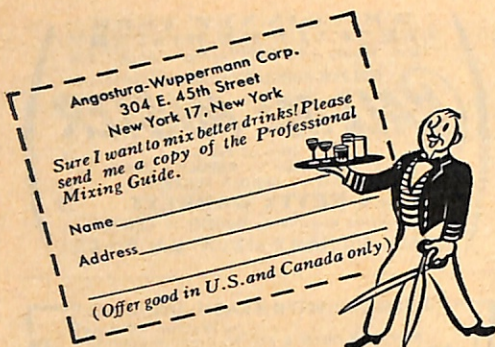 Angostura-Wuppermann Corp.
304 E. 45th Street
New York 17, New York
Sure I want to mix better drinks! Please
send me a copy of the Professional
Mixing Guide.
Name
Address
(Offer good in U.S. and Canada only)